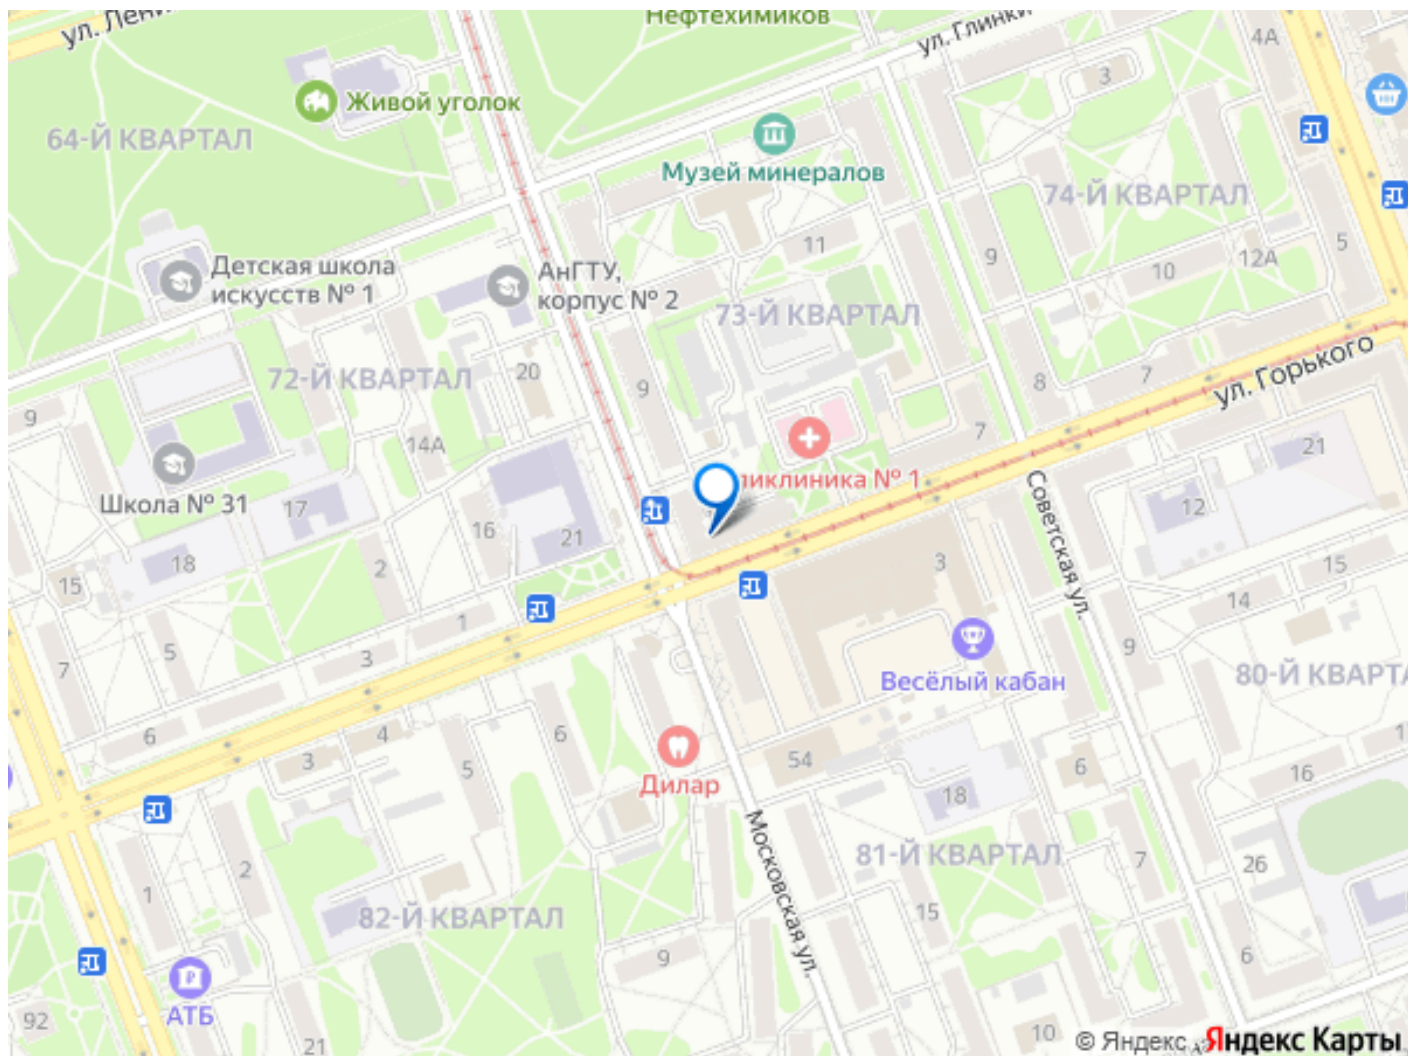 Нефтехимиков
ул. Глинки
4А
ул. Лени
3
Живой уголок
64-Й КВАРТАЛ
Музей минералов
74-Й КВАРТАЛ
Детская школа
искусств № 1
АнГТУ,
корпус № 2
11
9
10
12А
5
73-Й КВАРТАЛ
72-Й КВАРТАЛ
20
9
8
7
ул. Горького
9
14А
7
21
иклиника № 1
Школа № 31
17
16
21
12
18
2
15
Советская ул.
3
15
14
1
5
3
7
9
Весёлый кабан
80-Й КВАРТА
6
4
3
6
5
54
6
16
1
Дилар
18
Московская ул.
81-Й КВАРТАЛ
7
26
2
1
82-Й КВАРТАЛ
15
9
6
АТБ
92
21
10
© Яндекс
Яндекс Карты